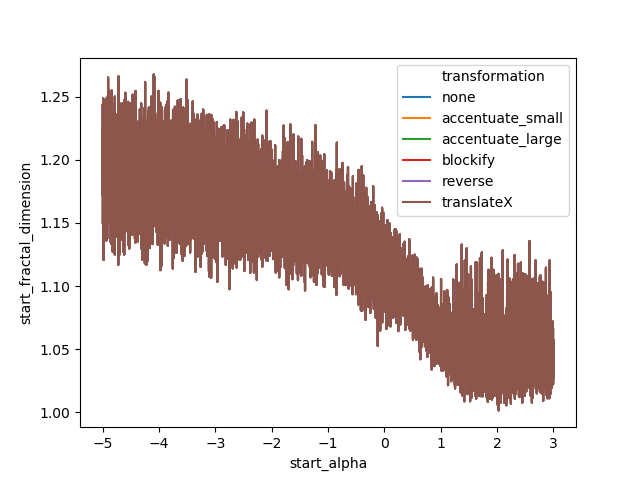 transformation
none
accentuate_small
accentuate_large
blockify
reverse
translateX
start_fractal_dimension
1.25
1.20
1.15
1.10
1.05
1.00
−5 −4 −3 −2 −1 0 1 2 3
start_alpha